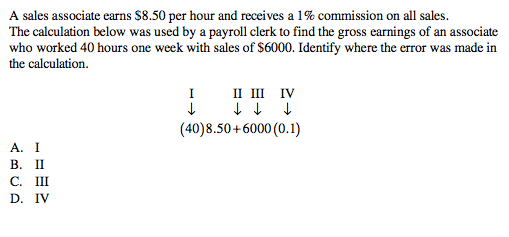 A sales associate earns $8.50 per hour and receives a 1% commission on all sales.
The calculation below was used by a payroll clerk to find the gross earnings of an associate
who worked 40 hours one week with sales of $6000. Identify where the error was made in
the calculation.
I II III IV
↓ ↓ ↓ ↓
(40)8.50+6000(0.1)
A. I
B. II
C. III
D. IV